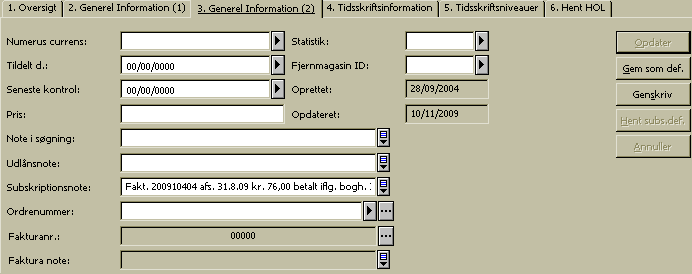 1. Oversigt 2. Generel Information (1) 3. Generel Information (2) 4. Tidsskriftsinformation 5. Tidsskriftsniveauer 6. Hent HOL
Numerus currens: Statistik: Opdater
Tildelt d.: 00/00/0000 Fjernmagasin ID: Gem som def.
Seneste kontrol: 00/00/0000 Oprettet: 28/09/2004 Genskriv
Pris: Opdateret: 10/11/2009 Hent subs.def.
Note i søgning: Annuller
Udlånsnote:
Subskriptionsnote: Fakt. 200910404 afs. 31.8.09 kr. 76,00 betalt iflg. bogh.
Ordrenummer: ...
Fakturanr.: 00000 ...
Faktura note: